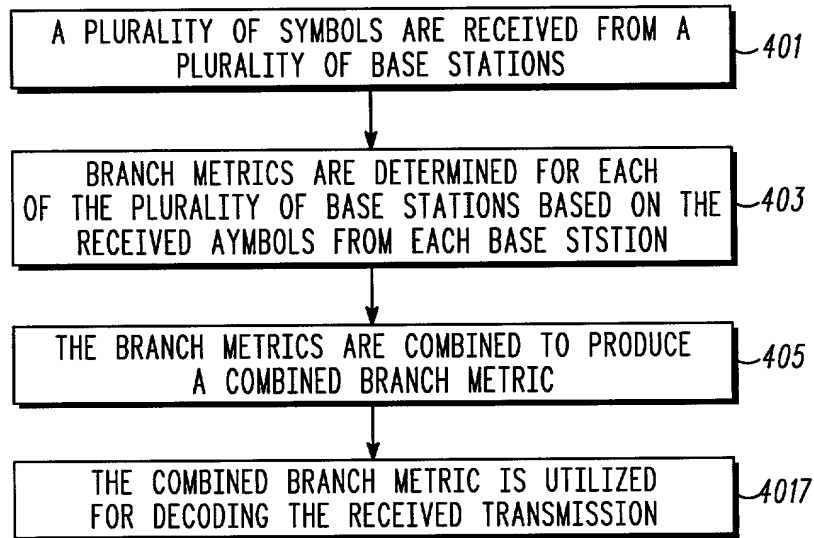 A PLURALITY OF SYMBOLS ARE RECEIVED FROM A
PLURALITY OF BASE STATIONS
401
BRANCH METRICS ARE DETERMINED FOR EACH
OF THE PLURALITY OF BASE STATIONS BASED ON THE
RECEIVED AYMBOLS FROM EACH BASE STSTION
403
THE BRANCH METRICS ARE COMBINED TO PRODUCE
A COMBINED BRANCH METRIC
405
THE COMBINED BRANCH METRIC IS UTILIZED
FOR DECODING THE RECEIVED TRANSMISSION
4017